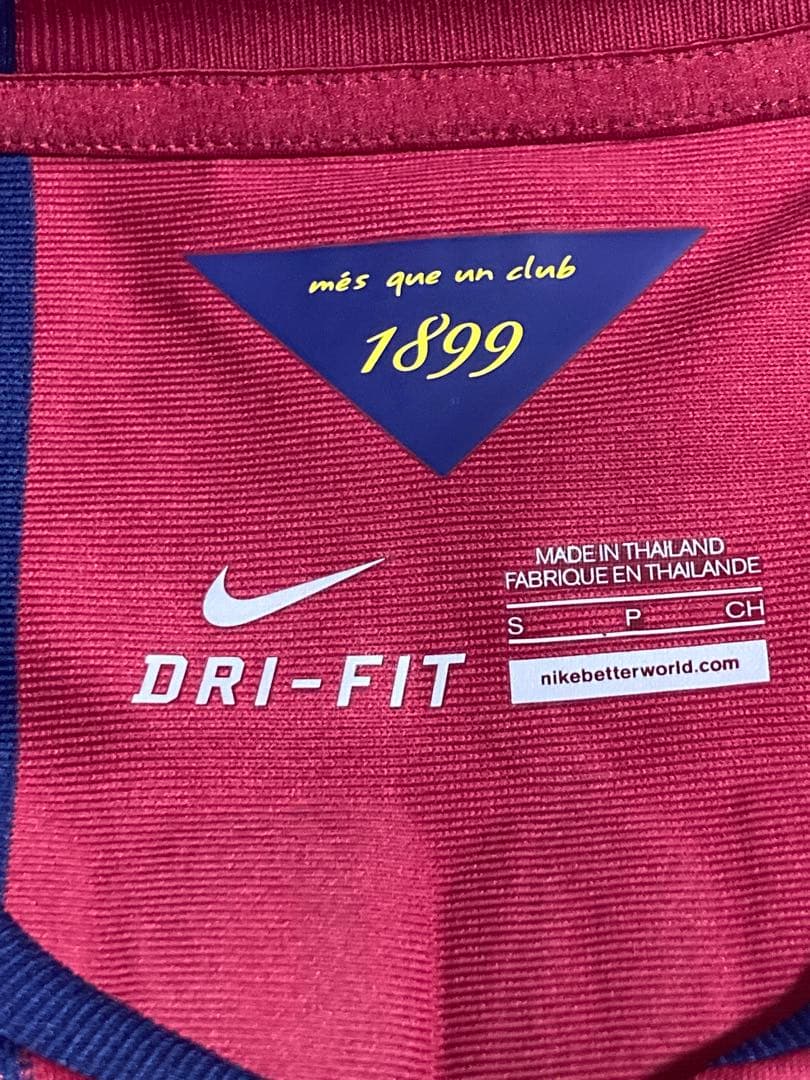 més que un club
1899
DRI-FIT
MADE IN THAILAND
FABRIQUE EN THAILANDE
S P CH
nikebetterworld.com